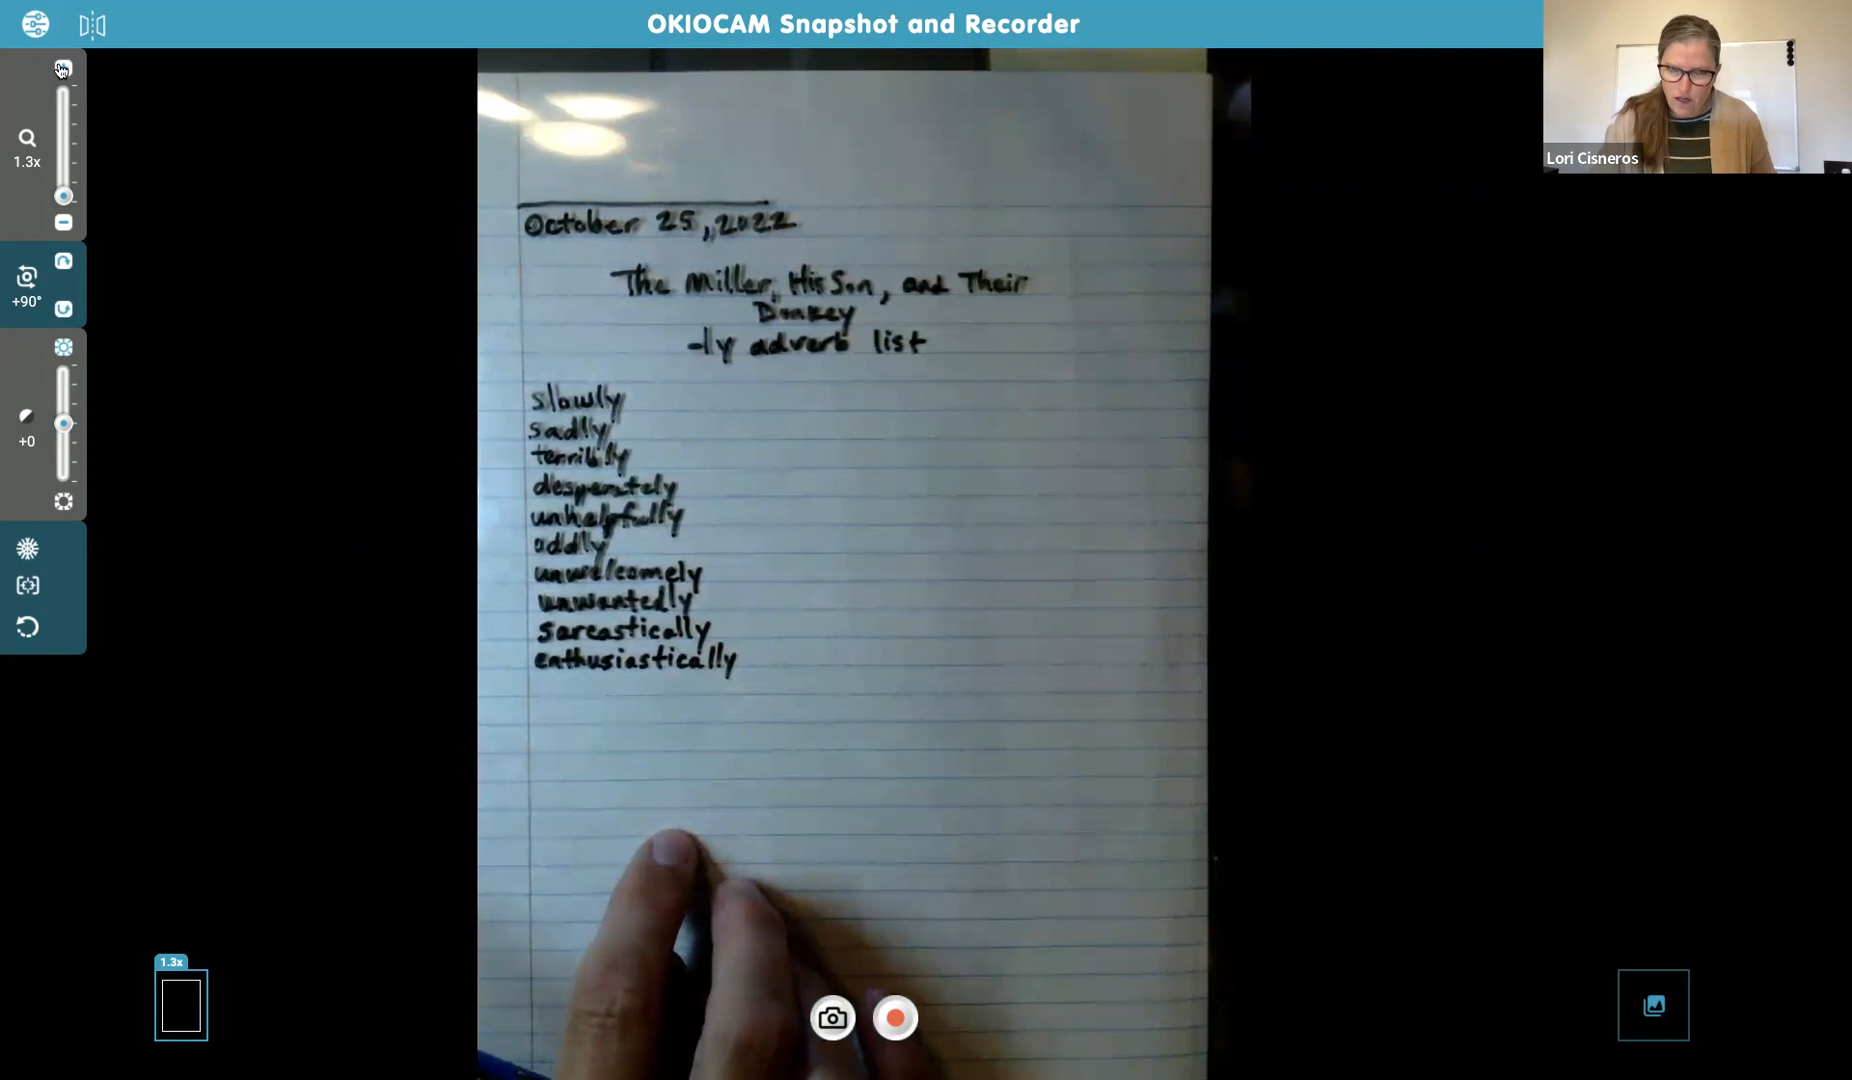 OKIOCAM Snapshot and Recorder
Lori Cisneros
1.3x
+90°
+0
October 25, 2022
The Miller, His Son, and Their
Donkey
-ly adverb list
slowly
sadly
terribly
desperately
unhelpfully
oddly
unwelcomely
unwantedly
sarcastically
enthusiastically
1.3x